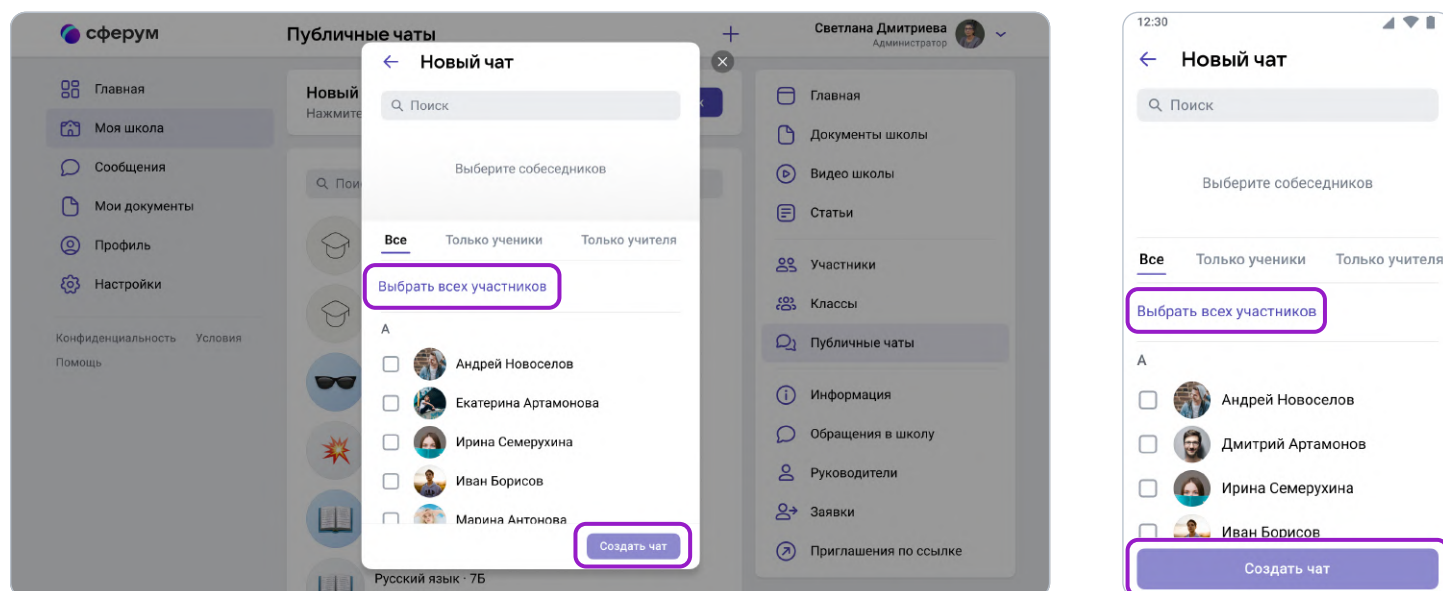 сферум
Публичные чаты
Светлана Дмитриева
Администратор
Главная
Моя школа
Сообщения
Мои документы
Профиль
Настройки
Конфиденциальность Условия
Помощь
Новый
Нажмите
Русский язык · 7Б
Новый чат
Поиск
Выберите собеседников
Все Только ученики Только учителя
Выбрать всех участников
А
Андрей Новоселов
Екатерина Артамонова
Ирина Семерухина
Иван Борисов
Марина Антонова
Создать чат
Главная
Документы школы
Видео школы
Статьи
Участники
Классы
Публичные чаты
Информация
Обращения в школу
Руководители
Заявки
Приглашения по ссылке
12:30
Новый чат
Поиск
Выберите собеседников
Все Только ученики Только учителя
Выбрать всех участников
А
Андрей Новоселов
Дмитрий Артамонов
Ирина Семерухина
Иван Борисов
Создать чат